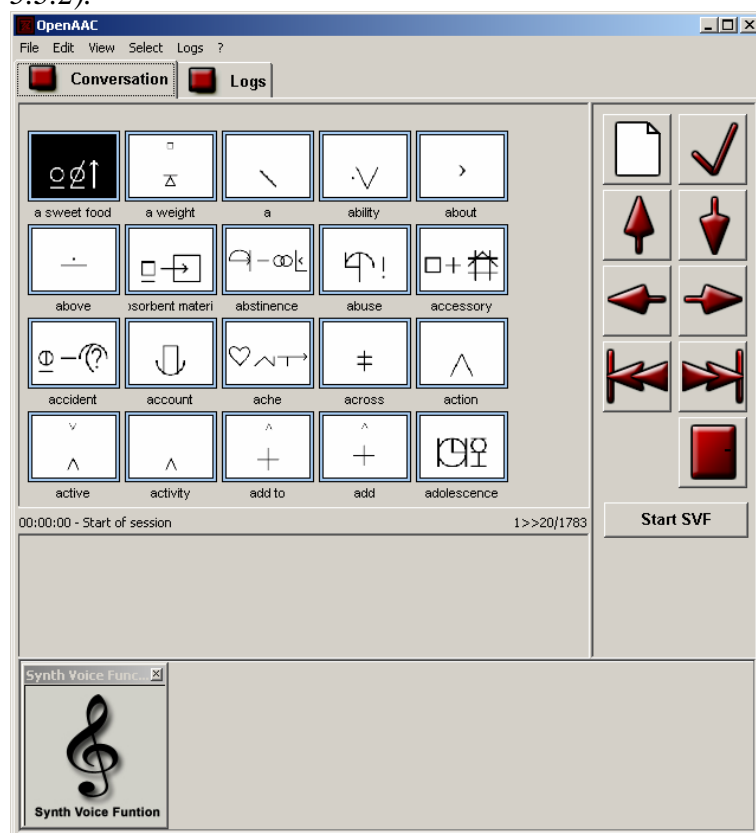 OpenAAC
File Edit View Select Logs ?
Conversation Logs
a sweet food a weight a ability about
above sorbent materi abstinence abuse accessory
accident account ache across action
active activity add to add adolescence
00:00:00 - Start of session 1>>20/1783
Start SVF
Synth Voice Func...
Synth Voice Funtion